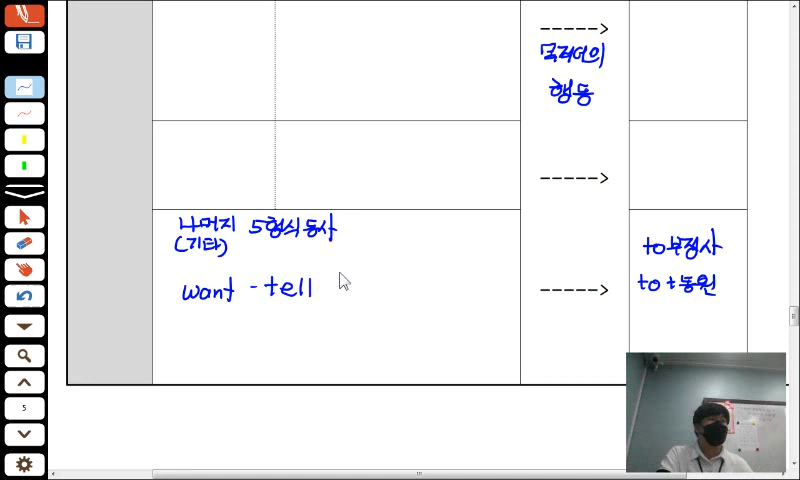 ---->
목적어의
행동
---->
나머지 5형식동사
(기타)
want - tell
---->
to부정사
to+동원
5